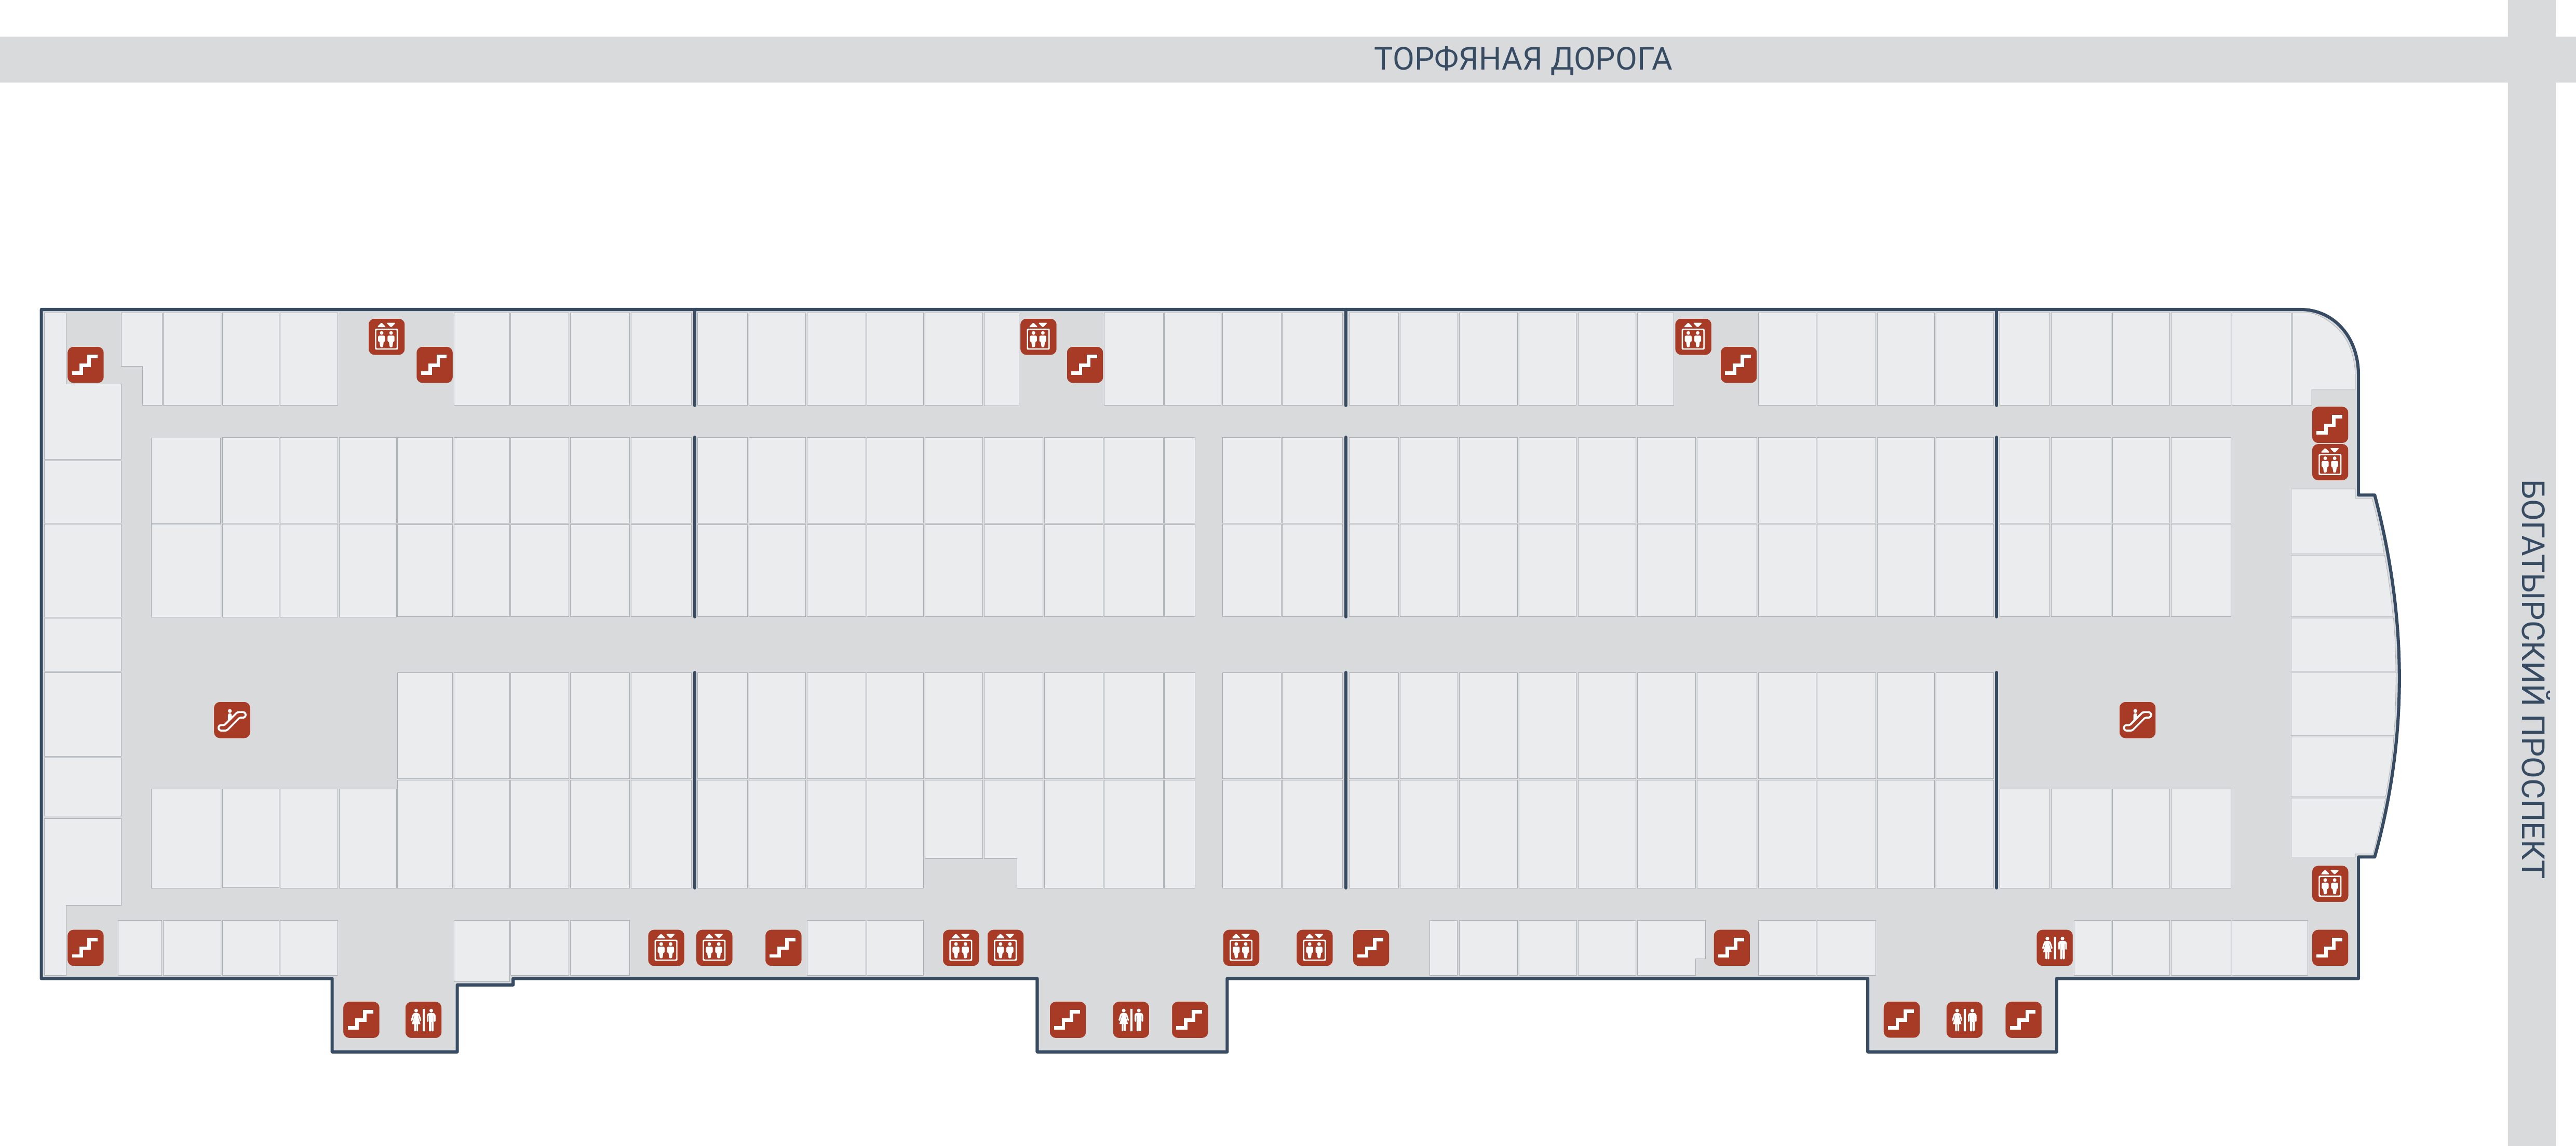 ТОРФЯНАЯ ДОРОГА
БОГАТЫРСКИЙ ПРОСПЕКТ